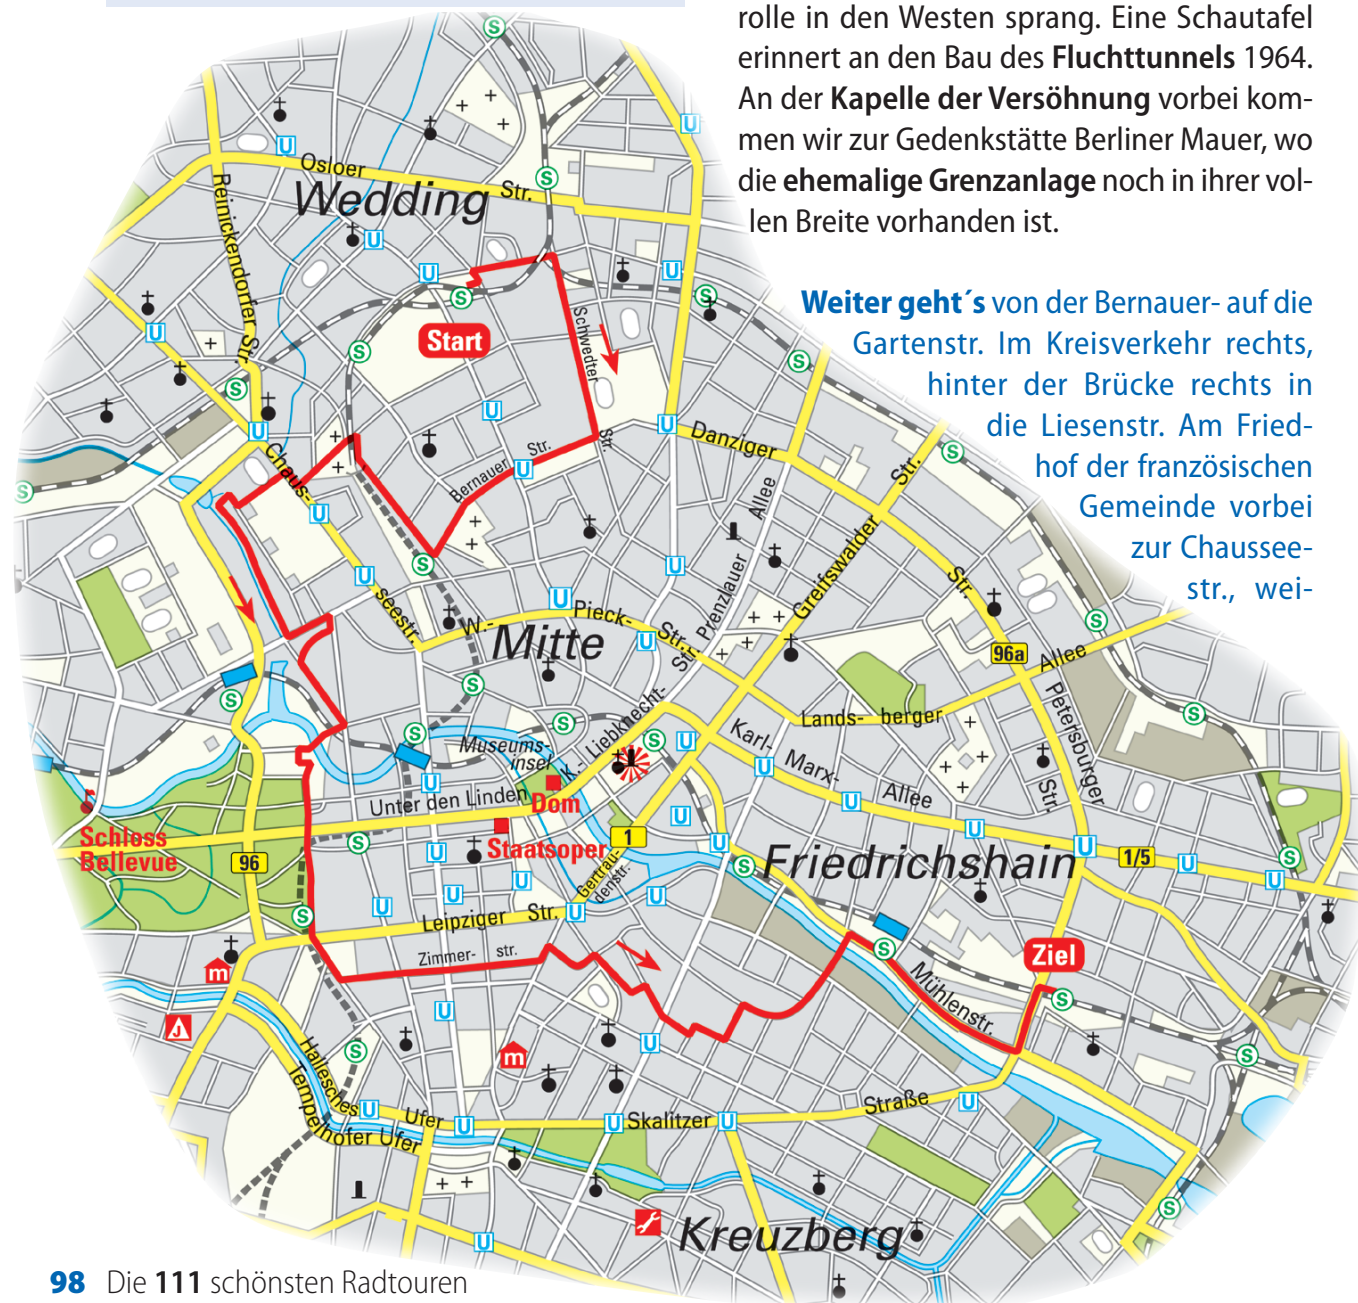 rolle in den Westen sprang. Eine Schautafel
erinnert an den Bau des Fluchttunnels 1964.
An der Kapelle der Versöhnung vorbei kom-
men wir zur Gedenkstätte Berliner Mauer, wo
die ehemalige Grenzanlage noch in ihrer vol-
len Breite vorhanden ist.
Weiter geht´s von der Bernauer- auf die
Gartenstr. Im Kreisverkehr rechts,
hinter der Brücke rechts in
die Liesenstr. Am Fried-
hof der französischen
Gemeinde vorbei
zur Chaussee-
str., wei-
Osloer
Str.
Wedding
Reinickendorfer Str.
Start
Schwedter
Str.
Bernauer Str.
Danziger
Str.
Chaus-
seestr.
Prenzlauer Allee
Greifswalder
Str.
W.-
Pieck-
Str.
Str.
Mitte
96a
Allee
Lands- berger
Petersburger
Str.
K.- Liebknecht-
Museums-
insel
Karl-
Marx-
Allee
Unter den Linden
Dom
Staatsoper
Schloss
Bellevue
96
1
1/5
Gertrau-
denstr.
Friedrichshain
Leipziger Str.
Zimmer- str.
Ziel
Mühlenstr.
Hallesches
Ufer
Tempelhofer Ufer
Skalitzer
Straße
Kreuzberg
98 Die 111 schönsten Radtouren